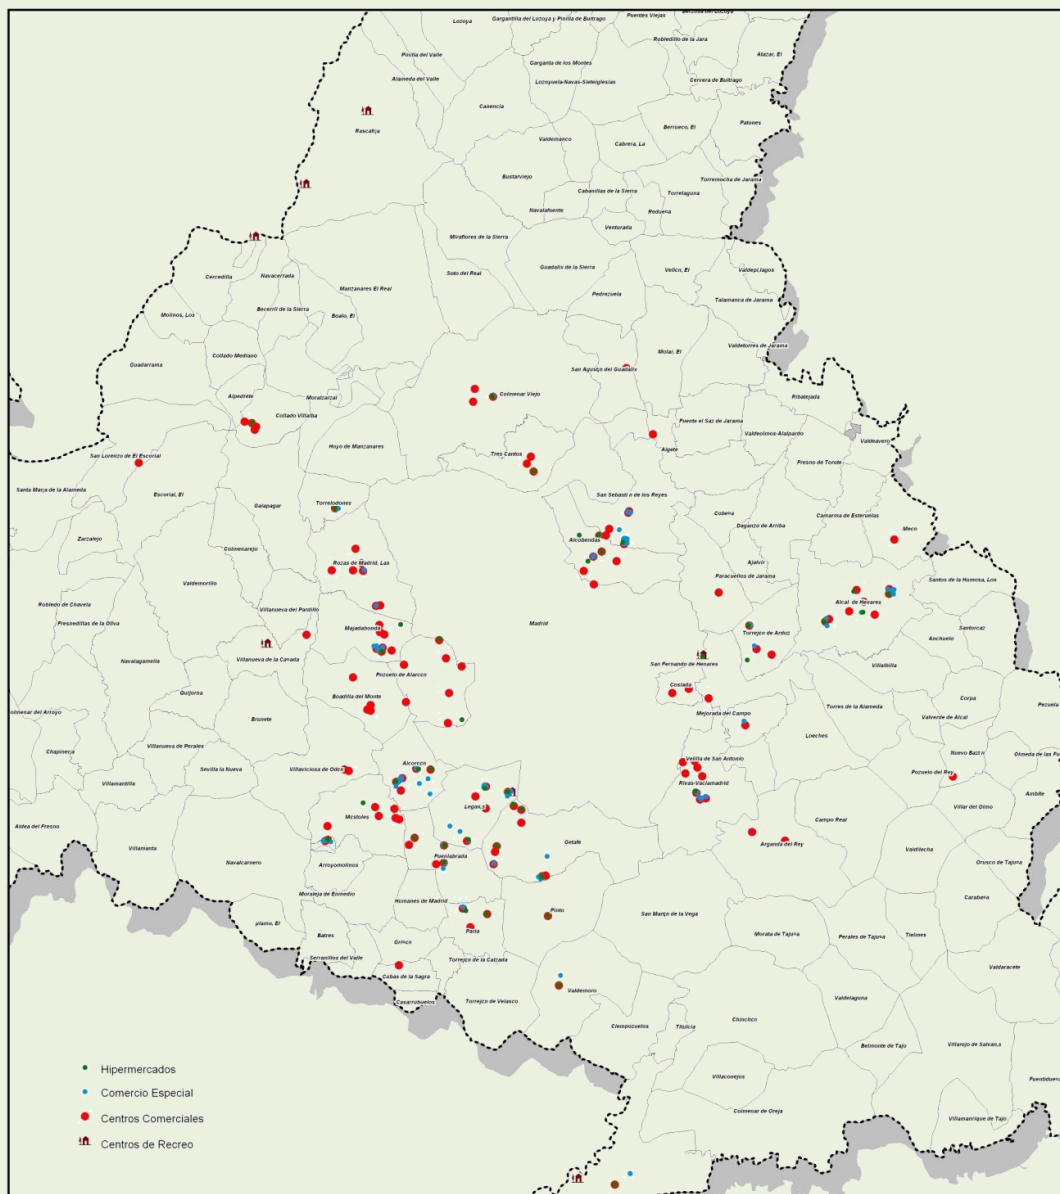 Lozoya
Gargantilla del Lozoya y Pinilla de Buitrago
Puentes Viejas
Robledillo de la Jara
Pinilla del Valle
Garganta de los Montes
Atazar, El
Alameda del Valle
Lozoyuela-Navas-Sieteiglesias
Cervera de Buitrago
Canencia
Rascafría
Berrueco, El
Patones
Valdemanco
Cabrera, La
Bustarviejo
Torremocha de Jarama
Cabanillas de la Sierra
Torrelaguna
Navalafuente
Redueña
Venturada
Miraflores de la Sierra
Guadalix de la Sierra
Vellón, El
Valdepiélagos
Cercedilla
Navacerrada
Soto del Real
Manzanares El Real
Pedrezuela
Talamanca de Jarama
Becerril de la Sierra
Molinos, Los
Boalo, El
Valdetorres de Jarama
Collado Mediano
Molar, El
Guadarrama
San Agustín del Guadalix
Alpedrete
Moralzarzal
Colmenar Viejo
Ribatejada
Collado Villalba
Fuente el Saz de Jarama
Valdeolmos-Alalpardo
Valdeavero
Hoyo de Manzanares
Algete
San Lorenzo de El Escorial
Tres Cantos
Fresno de Torote
Santa María de la Alameda
Escorial, El
San Sebastián de los Reyes
Galapagar
Torrelodones
Cobeña
Camarma de Esteruelas
Daganzo de Arriba
Meco
Zarzalejo
Alcobendas
Colmenarejo
Rozas de Madrid, Las
Ajalvir
Paracuellos de Jarama
Santos de la Humosa, Los
Valdemorillo
Robledo de Chavela
Villanueva del Pardillo
Alcalá de Henares
Fresnedillas de la Oliva
Madrid
Majadahonda
Torrejón de Ardoz
Santorcaz
Anchuelo
Navalagamella
Villanueva de la Cañada
San Fernando de Henares
Villalbilla
Pozuelo de Alarcón
Coslada
Quijorna
Boadilla del Monte
Corpa
Pezuela
Colmenar del Arroyo
Brunete
Mejorada del Campo
Torres de la Alameda
Valverde de Alcal
Loeches
Villanueva de Perales
Chapinería
Nuevo Baztán
Olmeda de las Fu
Velilla de San Antonio
Alcorcón
Sevilla la Nueva
Villaviciosa de Odón
Pozuelo del Rey
Villamantilla
Rivas-Vaciamadrid
Ambite
Leganés
Villar del Olmo
Móstoles
Campo Real
Aldea del Fresno
Getafe
Arganda del Rey
Villamanta
Valdilecha
Fuenlabrada
Orusco de Tajuña
Navalcarnero
Arroyomolinos
Moraleja de Enmedio
Humanes de Madrid
Carabaña
San Martín de la Vega
Pinto
Parla
Morata de Tajuña
Perales de Tajuña
Tielmes
Batres
Griñón
Serranillos del Valle
Torrejón de la Calzada
Valdaracete
Cubas de la Sagra
Valdemoro
Casarrubuelos
Torrejón de Velasco
Valdelaguna
Chinchón
Ciempozuelos
Titulcia
Belmonte de Tajo
Villarejo de Salvanés
Villaconejos
Fuentidueña
Colmenar de Oreja
Villamanrique de Tajo
Hipermercados
Comercio Especial
Centros Comerciales
Centros de Recreo